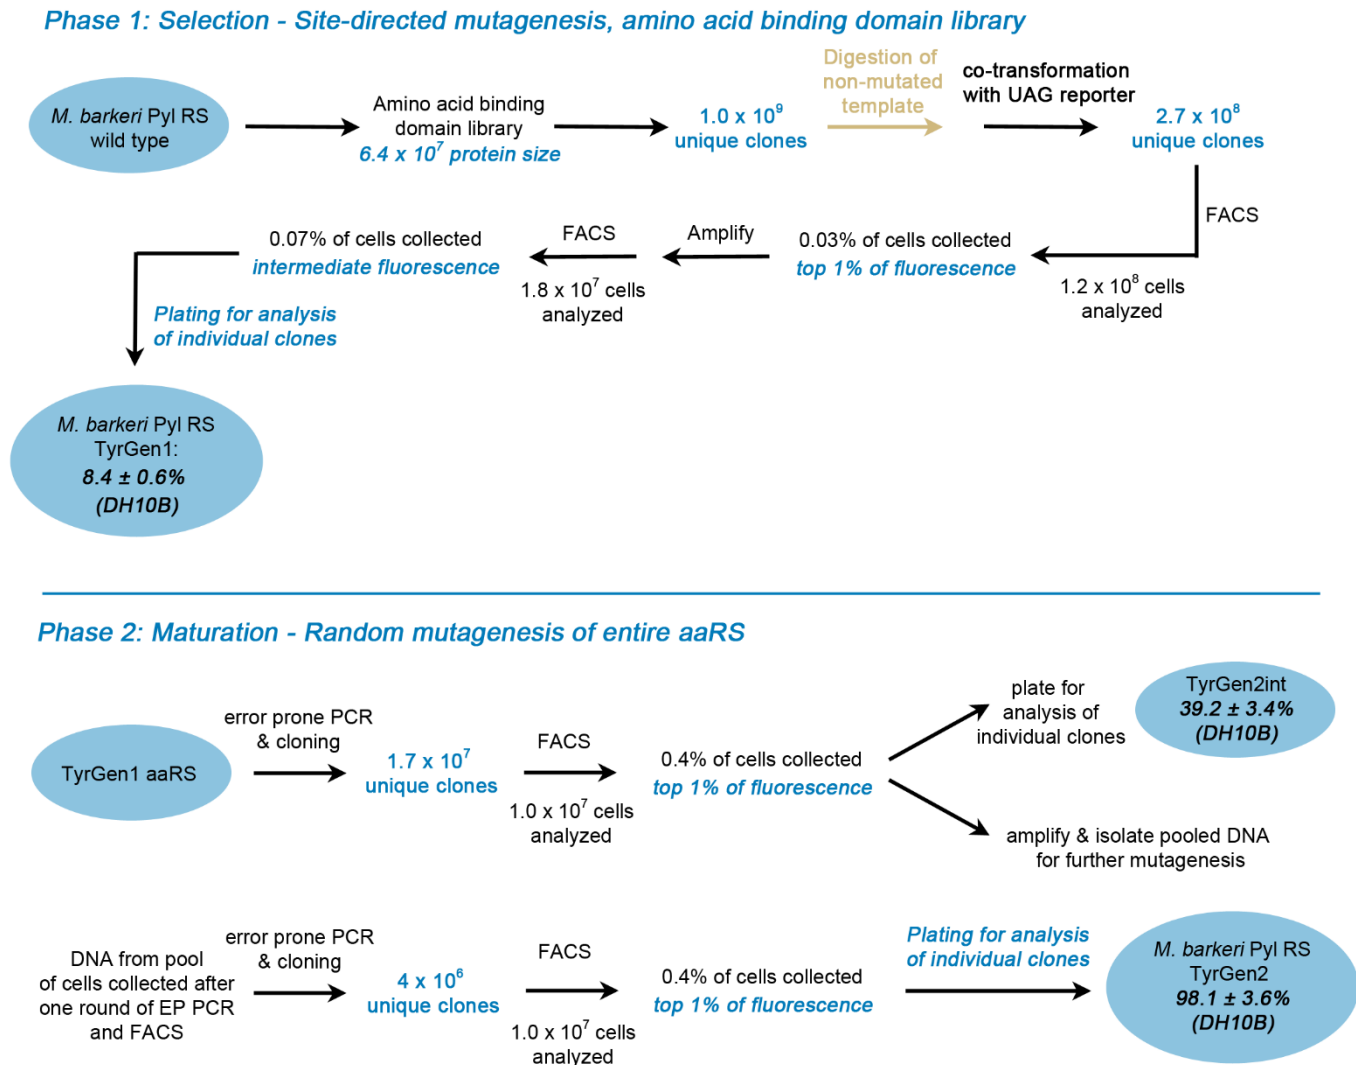 Phase 1: Selection - Site-directed mutagenesis, amino acid binding domain library
M. barkeri Pyl RS
wild type
Amino acid binding
domain library
6.4 x 10⁷ protein size
1.0 x 10⁹
unique clones
Digestion of
non-mutated
template
co-transformation
with UAG reporter
2.7 x 10⁸
unique clones
FACS
1.2 x 10⁸ cells
analyzed
0.03% of cells collected
top 1% of fluorescence
Amplify
FACS
1.8 x 10⁷ cells
analyzed
0.07% of cells collected
intermediate fluorescence
Plating for analysis
of individual clones
M. barkeri Pyl RS
TyrGen1:
8.4 ± 0.6%
(DH10B)
Phase 2: Maturation - Random mutagenesis of entire aaRS
TyrGen1 aaRS
error prone PCR
& cloning
1.7 x 10⁷
unique clones
FACS
1.0 x 10⁷ cells
analyzed
0.4% of cells collected
top 1% of fluorescence
plate for
analysis of
individual clones
TyrGen2int
39.2 ± 3.4%
(DH10B)
amplify & isolate pooled DNA
for further mutagenesis
DNA from pool
of cells collected after
one round of EP PCR
and FACS
error prone PCR
& cloning
4 x 10⁶
unique clones
FACS
1.0 x 10⁷ cells
analyzed
0.4% of cells collected
top 1% of fluorescence
Plating for analysis
of individual clones
M. barkeri Pyl RS
TyrGen2
98.1 ± 3.6%
(DH10B)